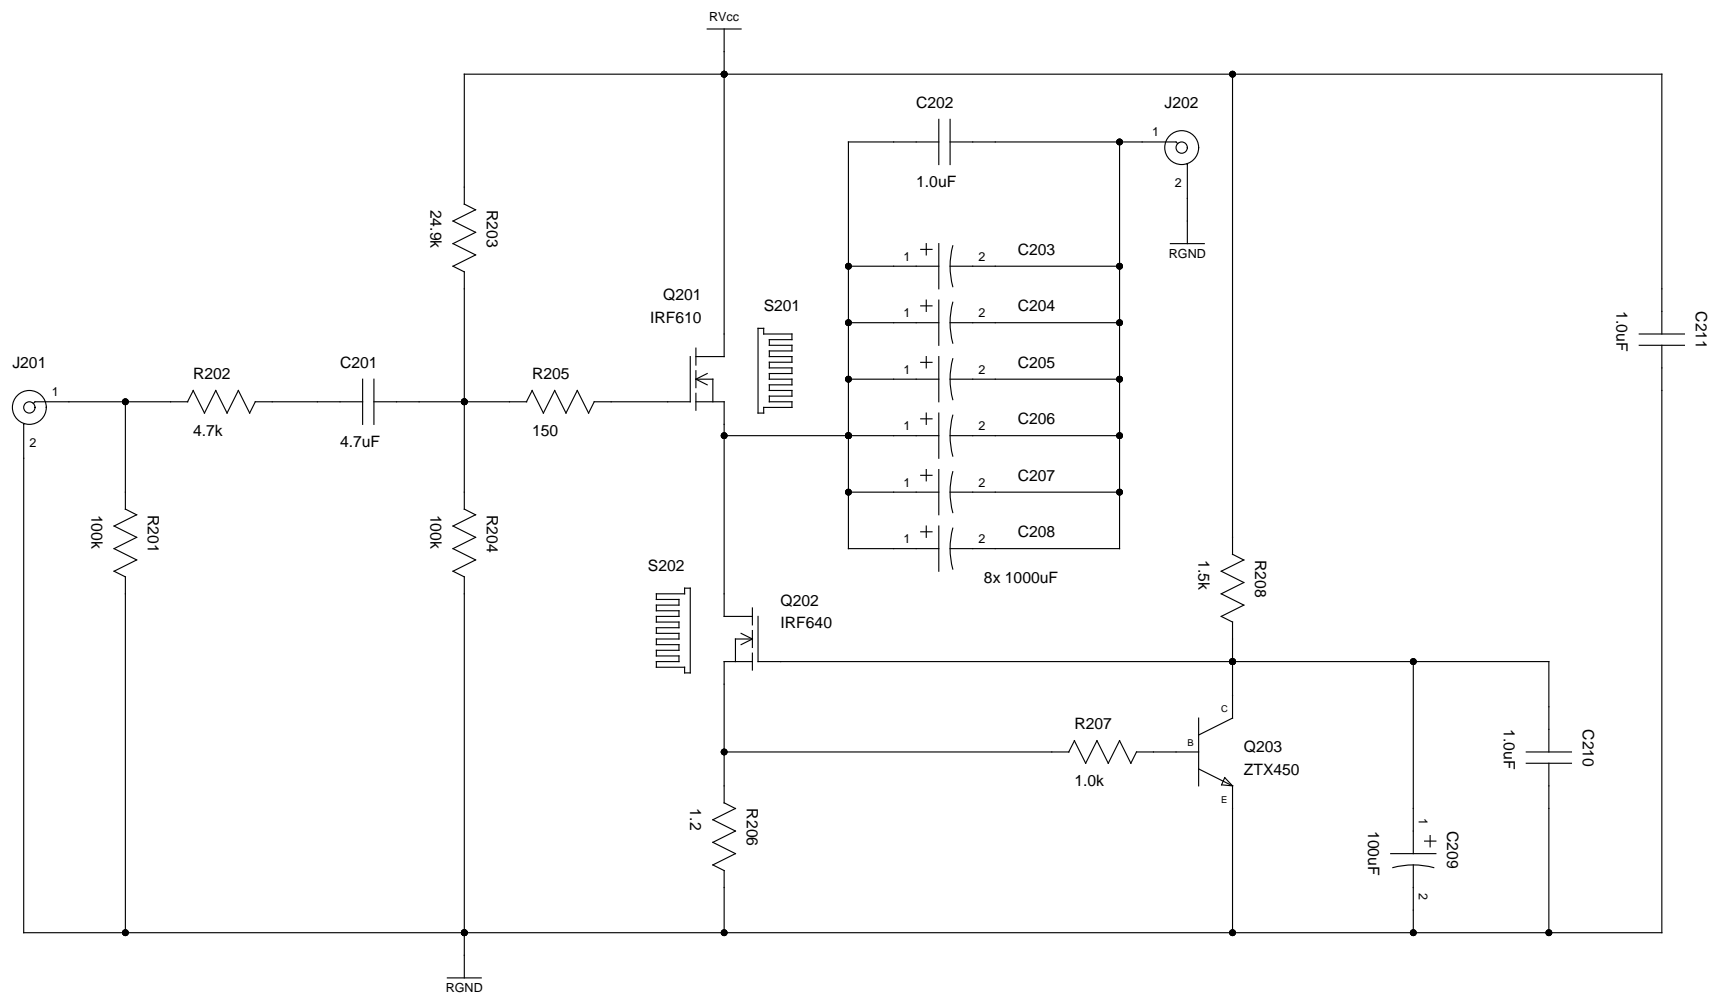 RVcc
C202
1.0uF
J202
1
2
RGND
R203
24.9k
Q201
IRF610
S201
1 + 2 C203
1 + 2 C204
1 + 2 C205
1 + 2 C206
1 + 2 C207
1 + 2 C208
8x 1000uF
C211
1.0uF
J201
1
2
R202
4.7k
C201
4.7uF
R205
150
R201
100k
R204
100k
S202
Q202
IRF640
R208
1.5k
R207
1.0k
C
B
E
Q203
ZTX450
C210
1.0uF
R206
1.2
1
+
C209
100uF
2
RGND